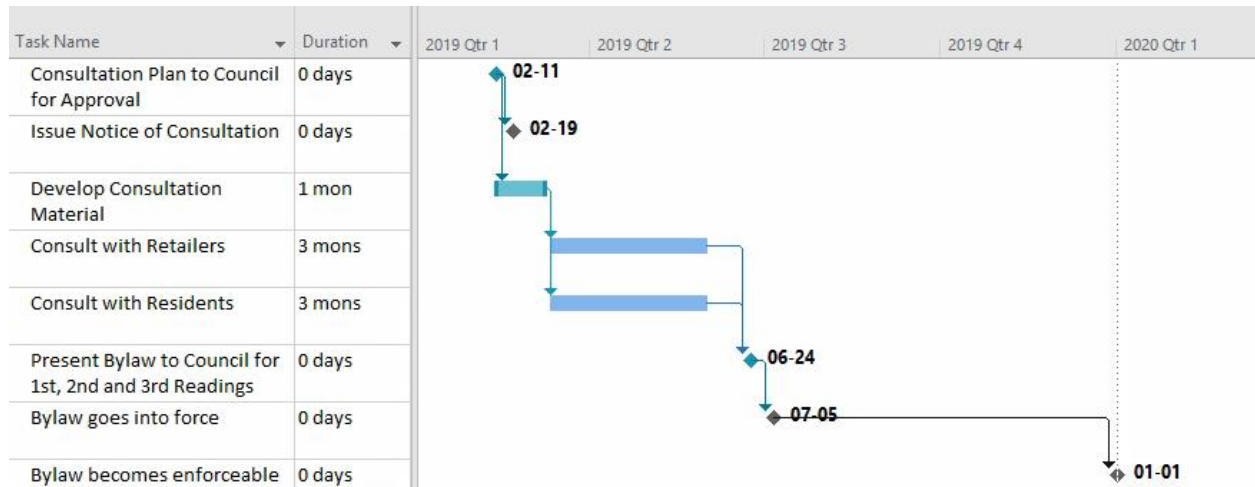 Task Name Duration 2019 Qtr 1 2019 Qtr 2 2019 Qtr 3 2019 Qtr 4 2020 Qtr 1
Consultation Plan to Council 0 days 02-11
for Approval
Issue Notice of Consultation 0 days 02-19
Develop Consultation 1 mon
Material
Consult with Retailers 3 mons
Consult with Residents 3 mons
Present Bylaw to Council for 0 days 06-24
1st, 2nd and 3rd Readings
Bylaw goes into force 0 days 07-05
Bylaw becomes enforceable 0 days 01-01